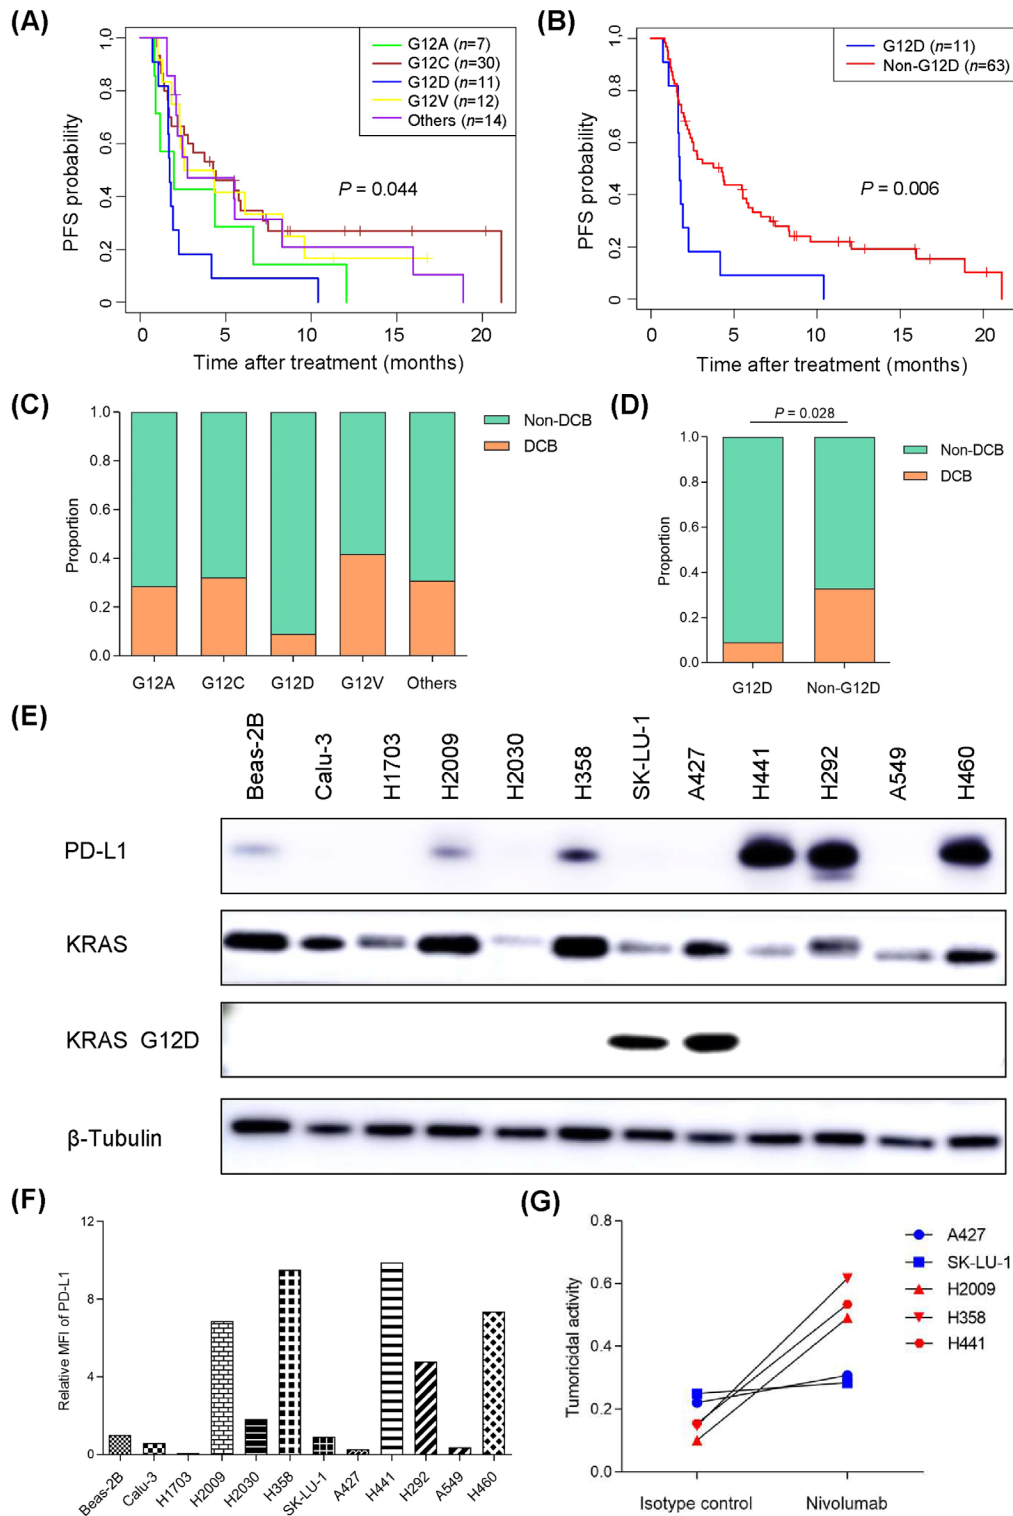 (A)
PFS probability
1,0
0.8
0.6
0.4
0.2
0
G12A (n=7)
G12C (n=30)
G12D (n=11)
G12V (n=12)
Others (n=14)
P = 0.044
0 5 10 15 20
Time after treatment (months)
(B)
PFS probability
1,0
0.8
0.6
0.4
0.2
0
G12D (n=11)
Non-G12D (n=63)
P = 0.006
0 5 10 15 20
Time after treatment (months)
(C)
Proportion
1.0
0.8
0.6
0.4
0.2
0.0
Non-DCB
DCB
G12A G12C G12D G12V Others
(D)
P = 0.028
Proportion
1.0
0.8
0.6
0.4
0.2
0.0
Non-DCB
DCB
G12D Non-G12D
(E)
Beas-2B Calu-3 H1703 H2009 H2030 H358 SK-LU-1 A427 H441 H292 A549 H460
PD-L1
KRAS
KRAS G12D
β-Tubulin
(F)
Relative MFI of PD-L1
12
8
4
0
Beas-2B Calu-3 H1703 H2009 H2030 H358 SK-LU-1 A427 H441 H292 A549 H460
(G)
Tumoricidal activity
0.8
0.6
0.4
0.2
0.0
A427
SK-LU-1
H2009
H358
H441
Isotype control Nivolumab